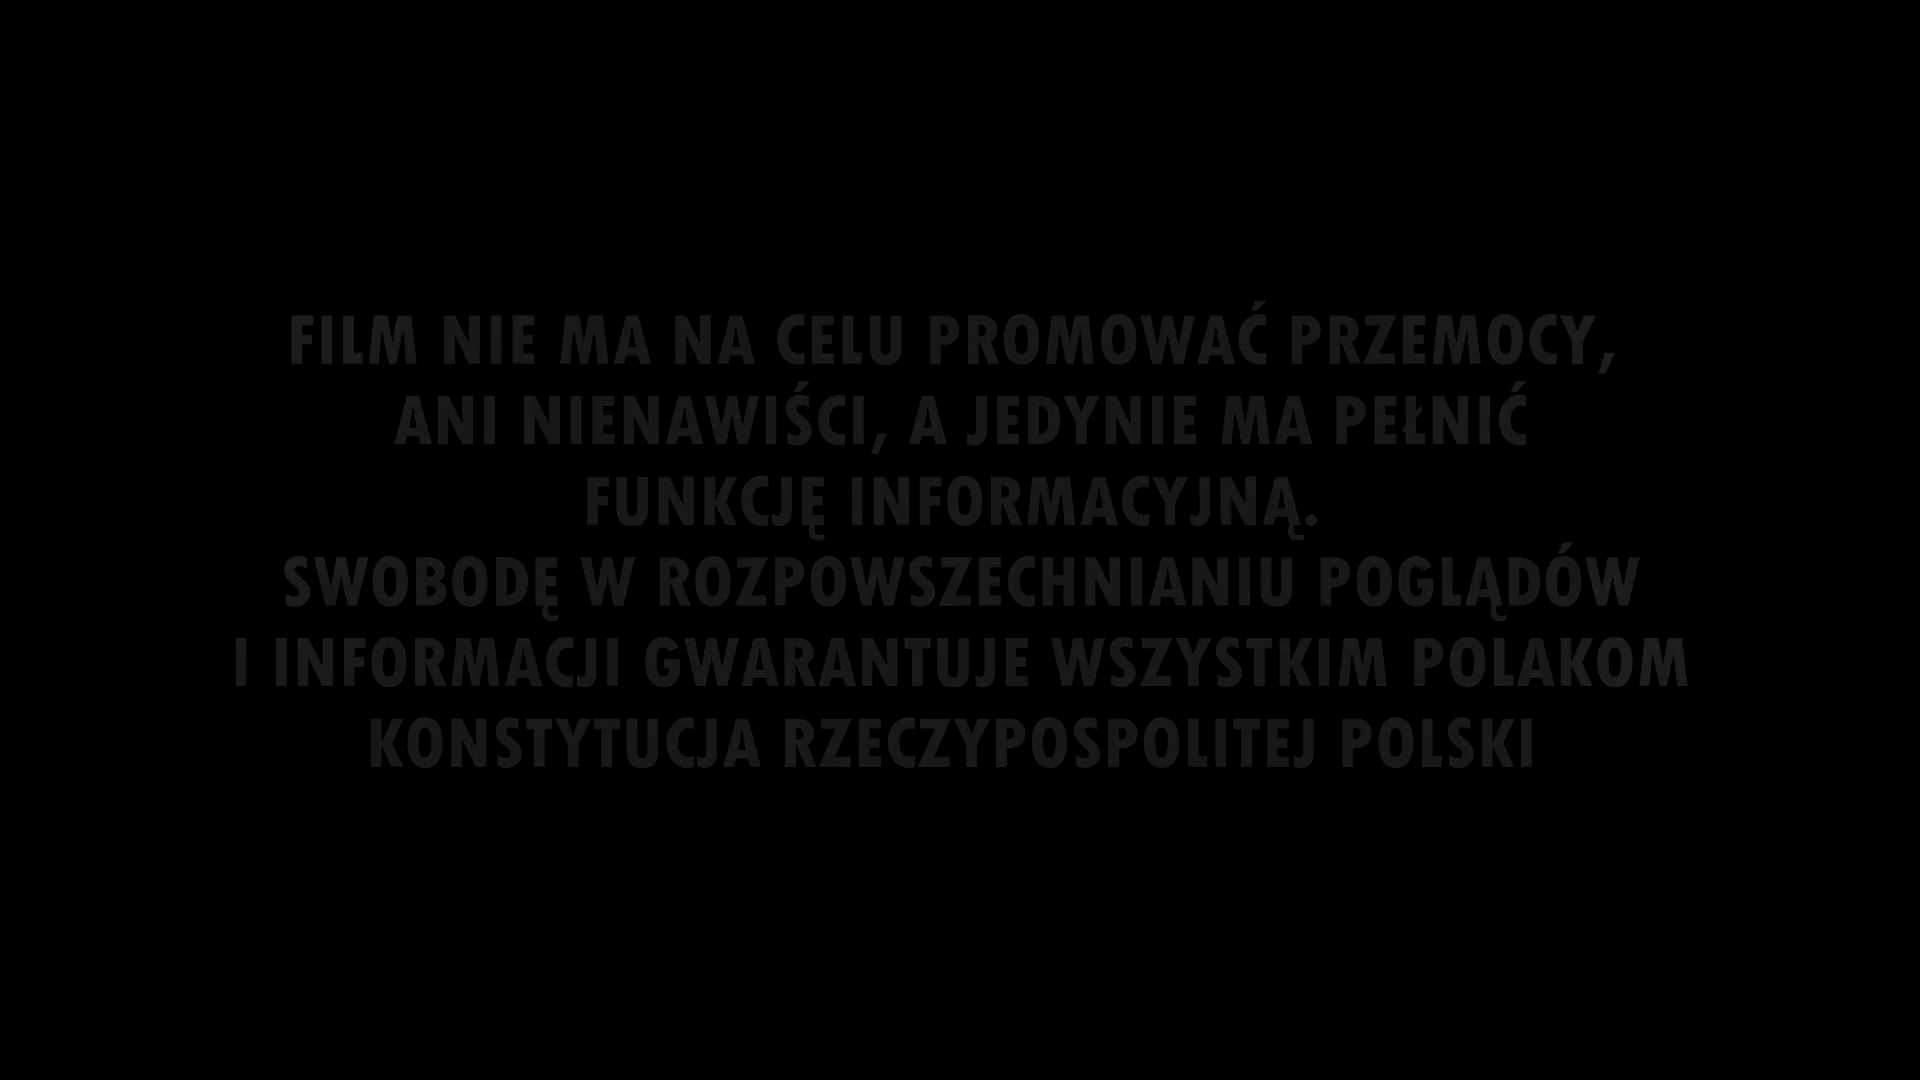 FILM NIE MA NA CELU PROMOWAĆ PRZEMOCY,
ANI NIENAWIŚCI, A JEDYNIE MA PEŁNIĆ
FUNKCJĘ INFORMACYJNĄ.
SWOBODĘ W ROZPOWSZECHNIANIU POGLĄDÓW
I INFORMACJI GWARANTUJE WSZYSTKIM POLAKOM
KONSTYTUCJA RZECZYPOSPOLITEJ POLSKI